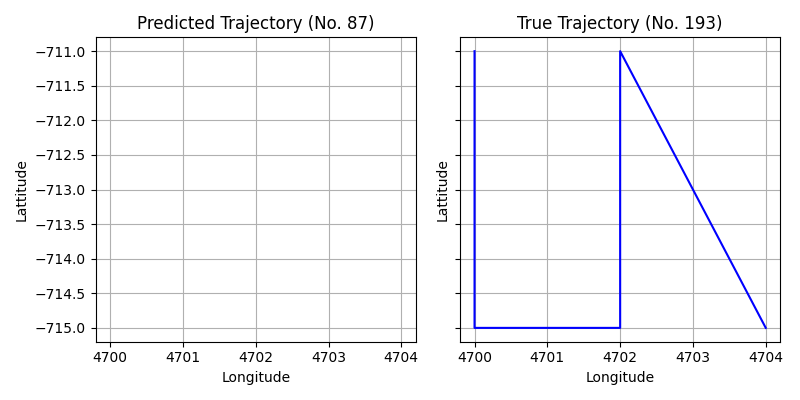 Predicted Trajectory (No. 87)
True Trajectory (No. 193)
Lattitude
−711.0
−711.5
−712.0
−712.5
−713.0
−713.5
−714.0
−714.5
−715.0
4700 4701 4702 4703 4704
Longitude
Lattitude
4700 4701 4702 4703 4704
Longitude